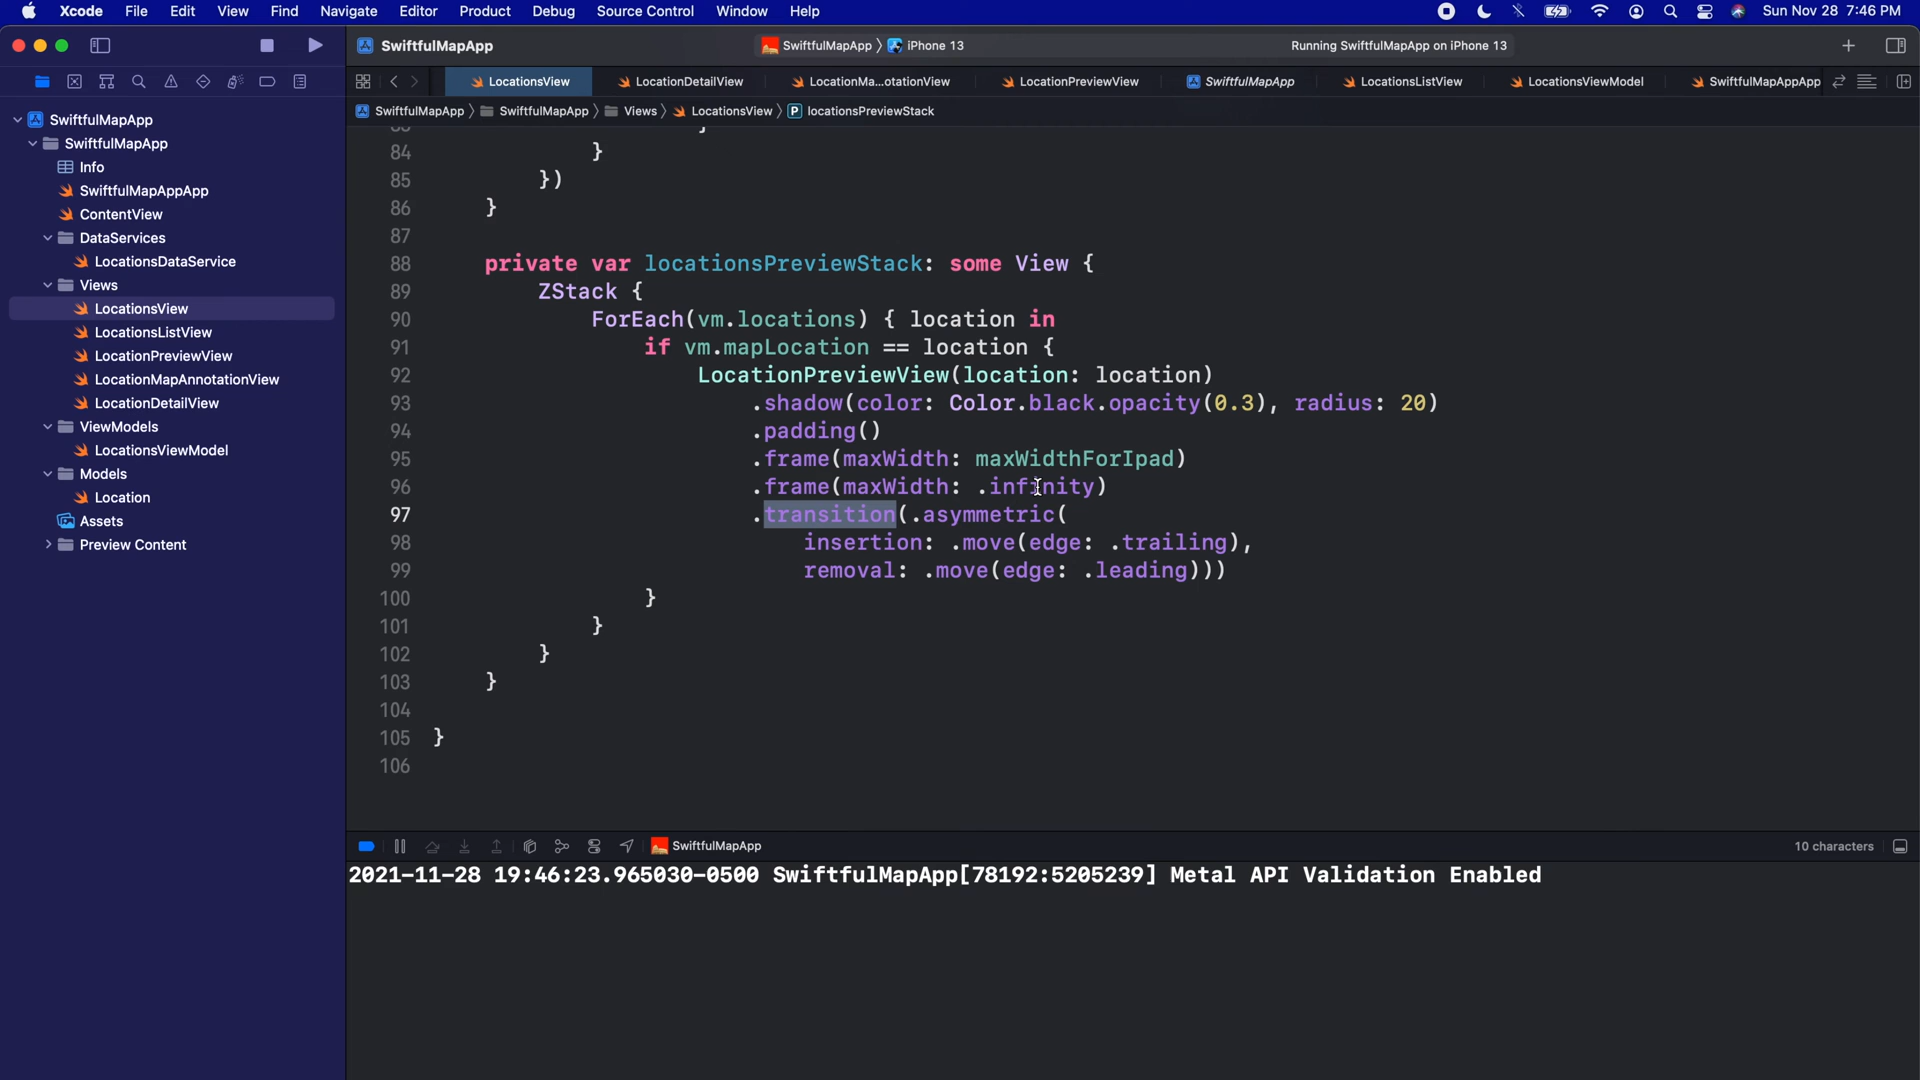 Xcode File Edit View Find Navigate Editor Product Debug Source Control Window Help Sun Nov 28 7:46 PM
SwiftfulMapApp SwiftfulMapApp iPhone 13 Running SwiftfulMapApp on iPhone 13
LocationsView LocationDetailView LocationMa...otationView LocationPreviewView SwiftfulMapApp LocationsListView LocationsViewModel SwiftfulMapAppApp
SwiftfulMapApp SwiftfulMapApp Views LocationsView P locationsPreviewStack
SwiftfulMapApp
SwiftfulMapApp
Info
SwiftfulMapAppApp
ContentView
DataServices
LocationsDataService
Views
LocationsView
LocationsListView
LocationPreviewView
LocationMapAnnotationView
LocationDetailView
ViewModels
LocationsViewModel
Models
Location
Assets
Preview Content
84 }
85 })
86 }
87
88 private var locationsPreviewStack: some View {
89 ZStack {
90 ForEach(vm.locations) { location in
91 if vm.mapLocation == location {
92 LocationPreviewView(location: location)
93 .shadow(color: Color.black.opacity(0.3), radius: 20)
94 .padding()
95 .frame(maxWidth: maxWidthForIpad)
96 .frame(maxWidth: .infinity)
97 .transition(.asymmetric(
98 insertion: .move(edge: .trailing),
99 removal: .move(edge: .leading)))
100 }
101 }
102 }
103 }
104
105 }
106
SwiftfulMapApp 10 characters
2021-11-28 19:46:23.965030-0500 SwiftfulMapApp[78192:5205239] Metal API Validation Enabled